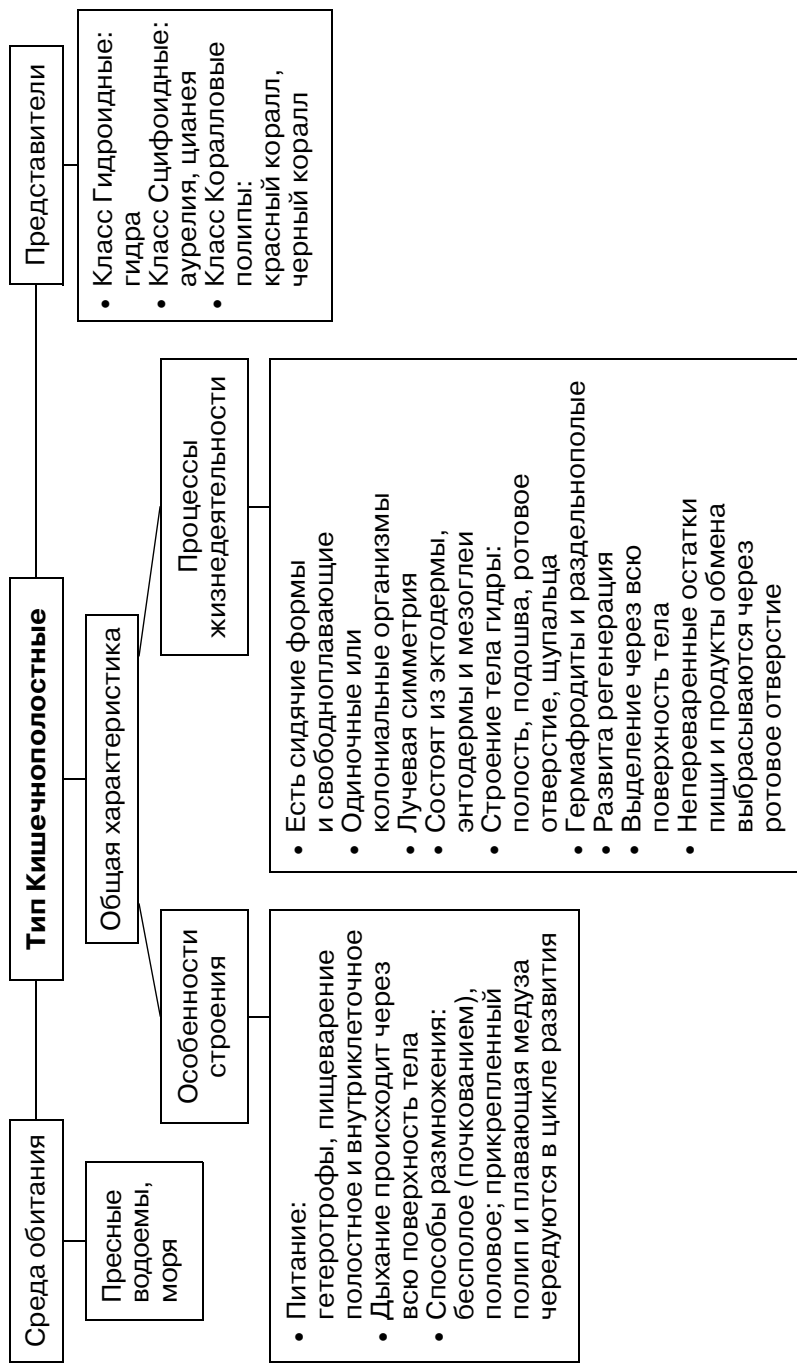 Тип Кишечнополостные
Среда обитания
Пресные
водоемы,
моря
Общая характеристика
Особенности
строения
• Питание:
гетеротрофы, пищеварение
полостное и внутриклеточное
• Дыхание происходит через
всю поверхность тела
• Способы размножения:
бесполое (почкованием),
половое; прикрепленный
полип и плавающая медуза
чередуются в цикле развития
Процессы
жизнедеятельности
• Есть сидячие формы
и свободноплавающие
• Одиночные или
колониальные организмы
• Лучевая симметрия
• Состоят из эктодермы,
энтодермы и мезоглеи
• Строение тела гидры:
полость, подошва, ротовое
отверстие, щупальца
• Гермафродиты и раздельнополые
• Развита регенерация
• Выделение через всю
поверхность тела
• Непереваренные остатки
пищи и продукты обмена
выбрасываются через
ротовое отверстие
Представители
• Класс Гидроидные:
гидра
• Класс Сцифоидные:
аурелия, цианея
• Класс Коралловые
полипы:
красный коралл,
черный коралл